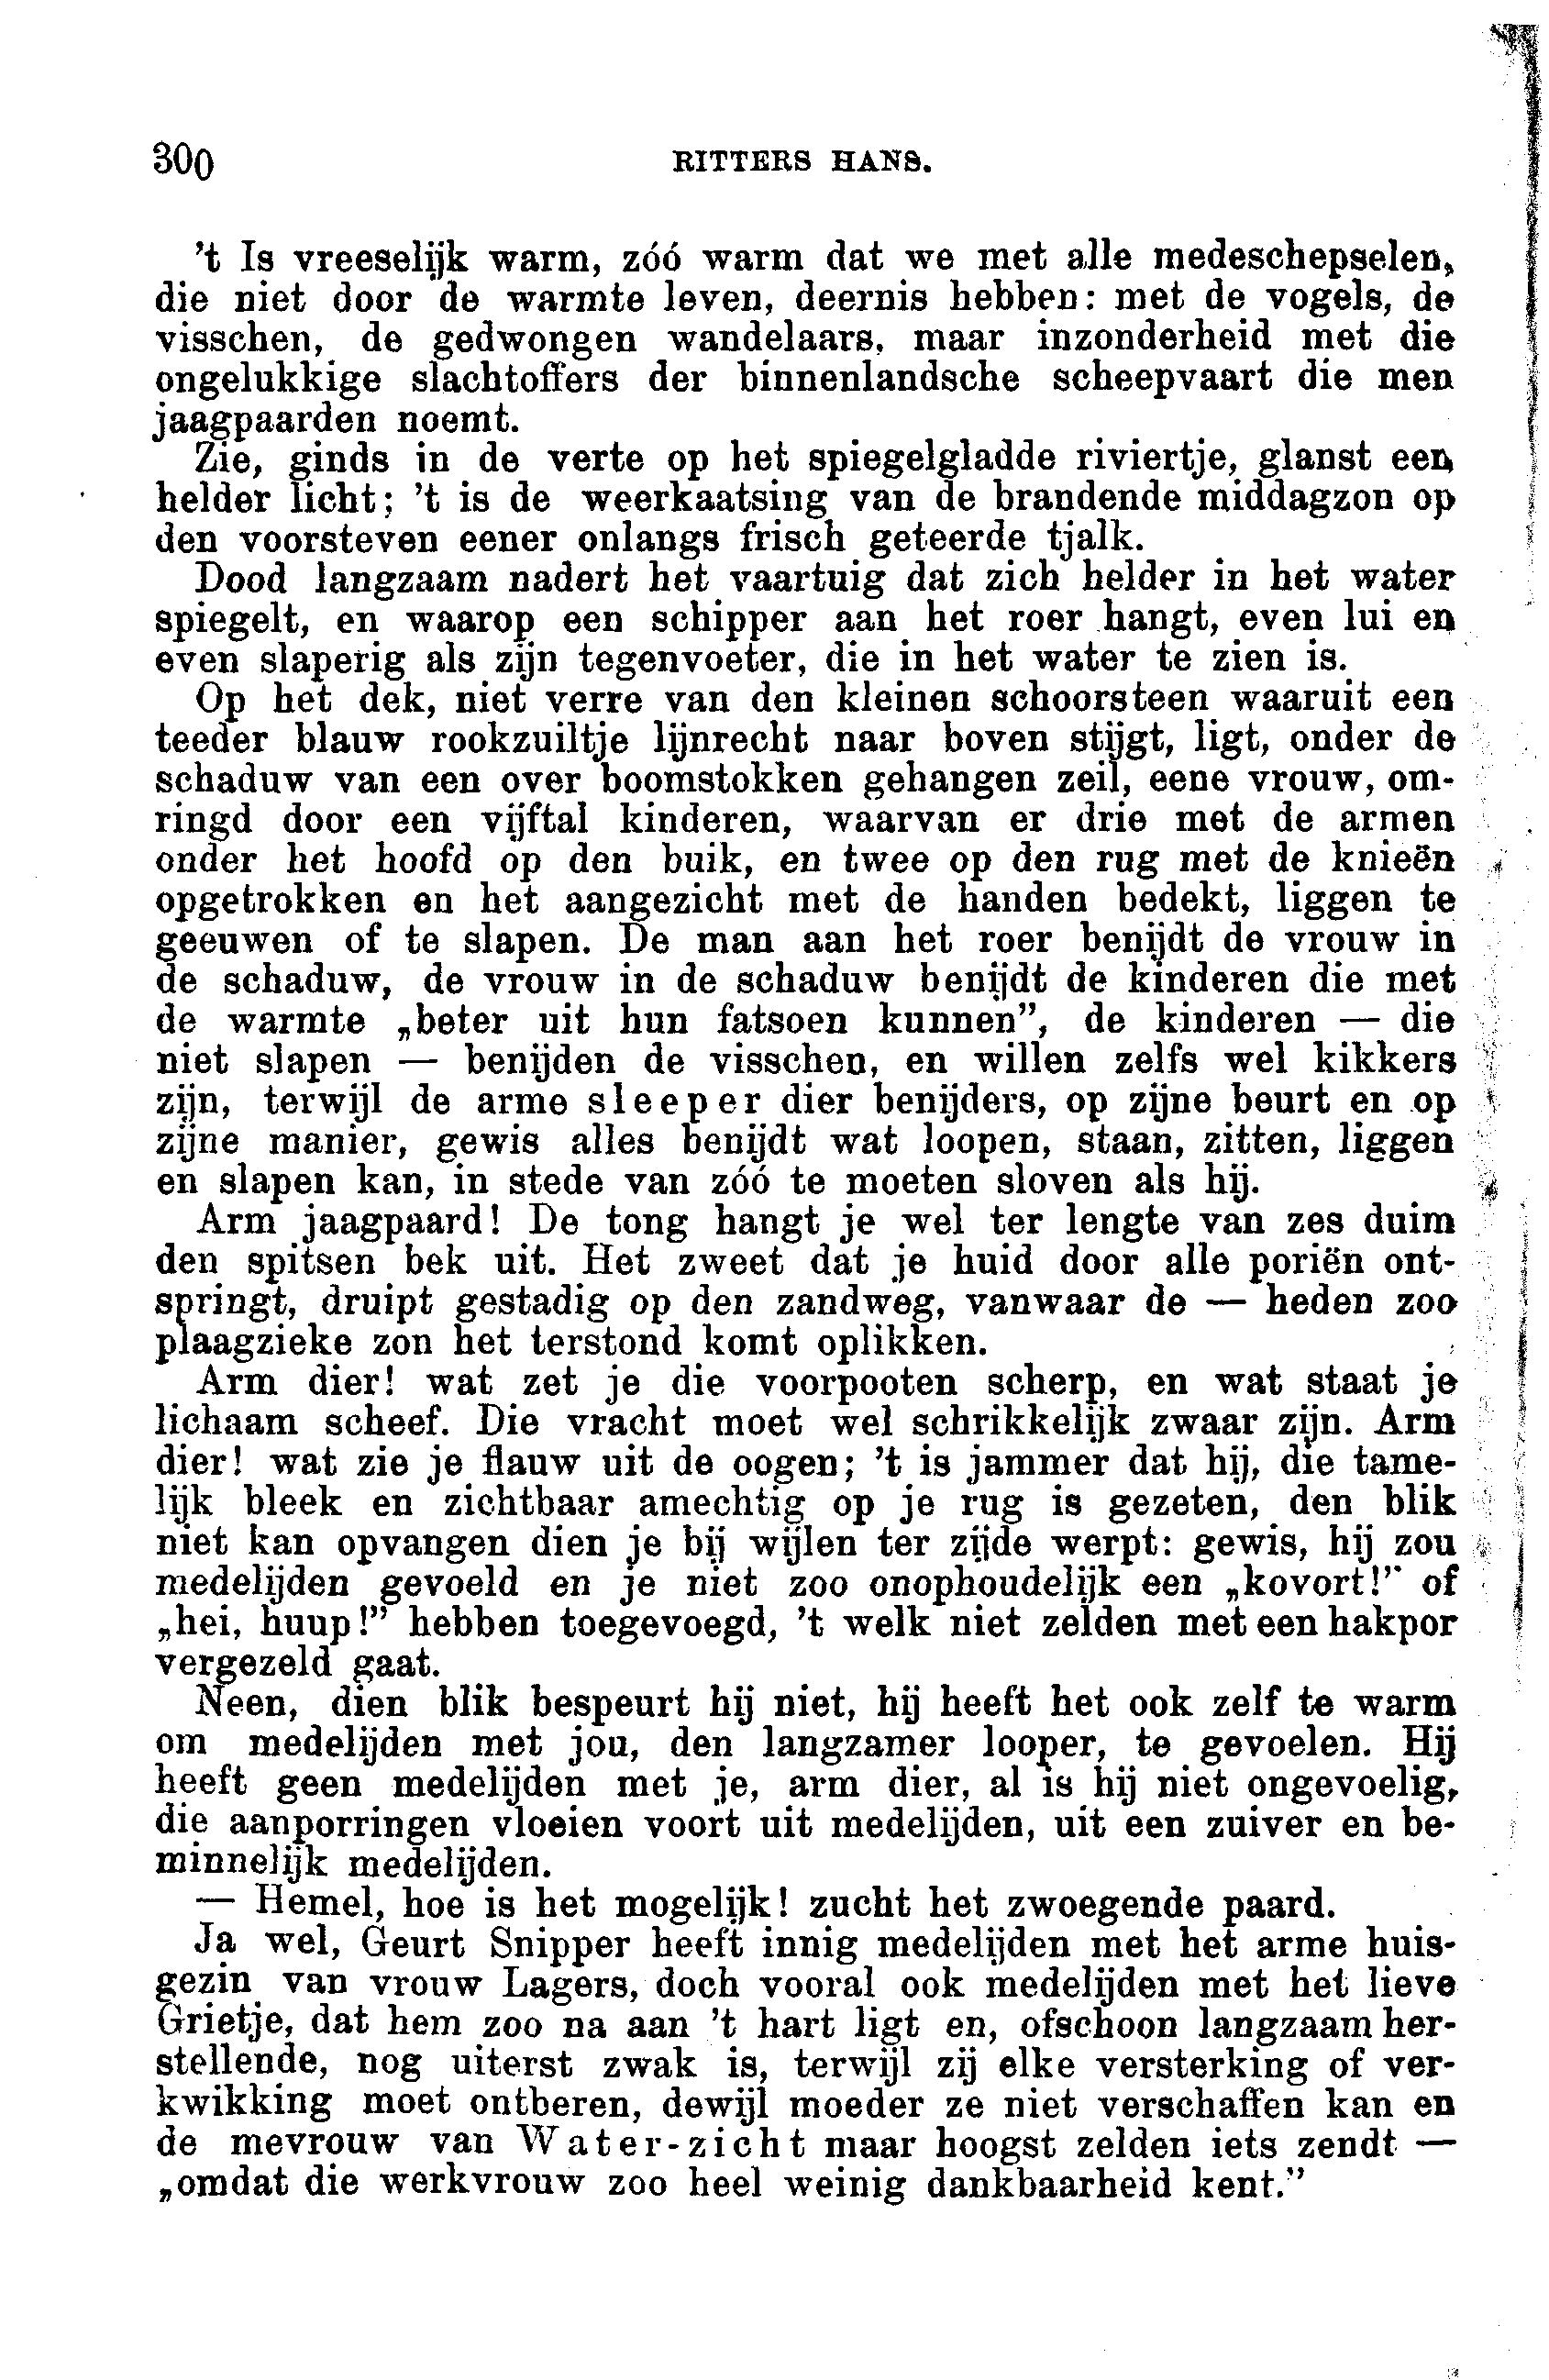 300
RITTERS HANS.
't Is vreeselijk warm, zóó warm dat we met alle medeschepselen,
die niet door de warmte leven, deernis hebben: met de vogels, de
visschen, de gedwongen wandelaars, maar inzonderheid met die
ongelukkige slachtoffers der binnenlandsche scheepvaart die men
jaagpaarden noemt.
Zie, ginds in de verte op het spiegelgladde riviertje, glanst een
helder licht; 't is de weerkaatsing van de brandende middagzon op
den voorsteven eener onlangs frisch geteerde tjalk.
Dood langzaam nadert het vaartuig dat zich helder in het water
spiegelt, en waarop een schipper aan het roer hangt, even lui en
even slaperig als zijn tegenvoeter, die in het water te zien is.
Op het dek, niet verre van den kleinen schoorsteen waaruit een
teeder blauw rookzuiltje lijnrecht naar boven stijgt, ligt, onder de
schaduw van een over boomstokken gehangen zeil, eene vrouw, om-
ringd door een vijftal kinderen, waarvan er drie met de armen
onder het hoofd op den buik, en twee op den rug met de knieën
opgetrokken en het aangezicht met de handen bedekt, liggen te
geeuwen of te slapen. De man aan het roer benijdt de vrouw in
de schaduw, de vrouw in de schaduw benijdt de kinderen die met
de warmte „beter uit hun fatsoen kunnen”, de kinderen — die
niet slapen — benijden de visschen, en willen zelfs wel kikkers
zijn, terwijl de arme sleeper dier benijders, op zijne beurt en op
zijne manier, gewis alles benijdt wat loopen, staan, zitten, liggen
en slapen kan, in stede van zóó te moeten sloven als hij.
Arm jaagpaard! De tong hangt je wel ter lengte van zes duim
den spitsen bek uit. Het zweet dat je huid door alle poriën ont-
springt, druipt gestadig op den zandweg, vanwaar de — heden zoo
plaagzieke zon het terstond komt oplikken.
Arm dier! wat zet je die voorpooten scherp, en wat staat je
lichaam scheef. Die vracht moet wel schrikkelijk zwaar zijn. Arm
dier! wat zie je flauw uit de oogen; 't is jammer dat hij, die tame-
lijk bleek en zichtbaar amechtig op je rug is gezeten, den blik
niet kan opvangen dien je bij wijlen ter zijde werpt: gewis, hij zou
medelijden gevoeld en je niet zoo onophoudelijk een „kovort!” of
„hei, huup!” hebben toegevoegd, 't welk niet zelden met een hakpor
vergezeld gaat.
Neen, dien blik bespeurt hij niet, hij heeft het ook zelf te warm
om medelijden met jou, den langzamer looper, te gevoelen. Hij
heeft geen medelijden met je, arm dier, al is hij niet ongevoelig,
die aanporringen vloeien voort uit medelijden, uit een zuiver en be-
minnelijk medelijden.
— Hemel, hoe is het mogelijk! zucht het zwoegende paard.
Ja wel, Geurt Snipper heeft innig medelijden met het arme huis-
gezin van vrouw Lagers, doch vooral ook medelijden met het lieve
Grietje, dat hem zoo na aan 't hart ligt en, ofschoon langzaam her-
stellende, nog uiterst zwak is, terwijl zij elke versterking of ver-
kwikking moet ontberen, dewijl moeder ze niet verschaffen kan en
de mevrouw van Water-zicht maar hoogst zelden iets zendt —
„omdat die werkvrouw zoo heel weinig dankbaarheid kent.”